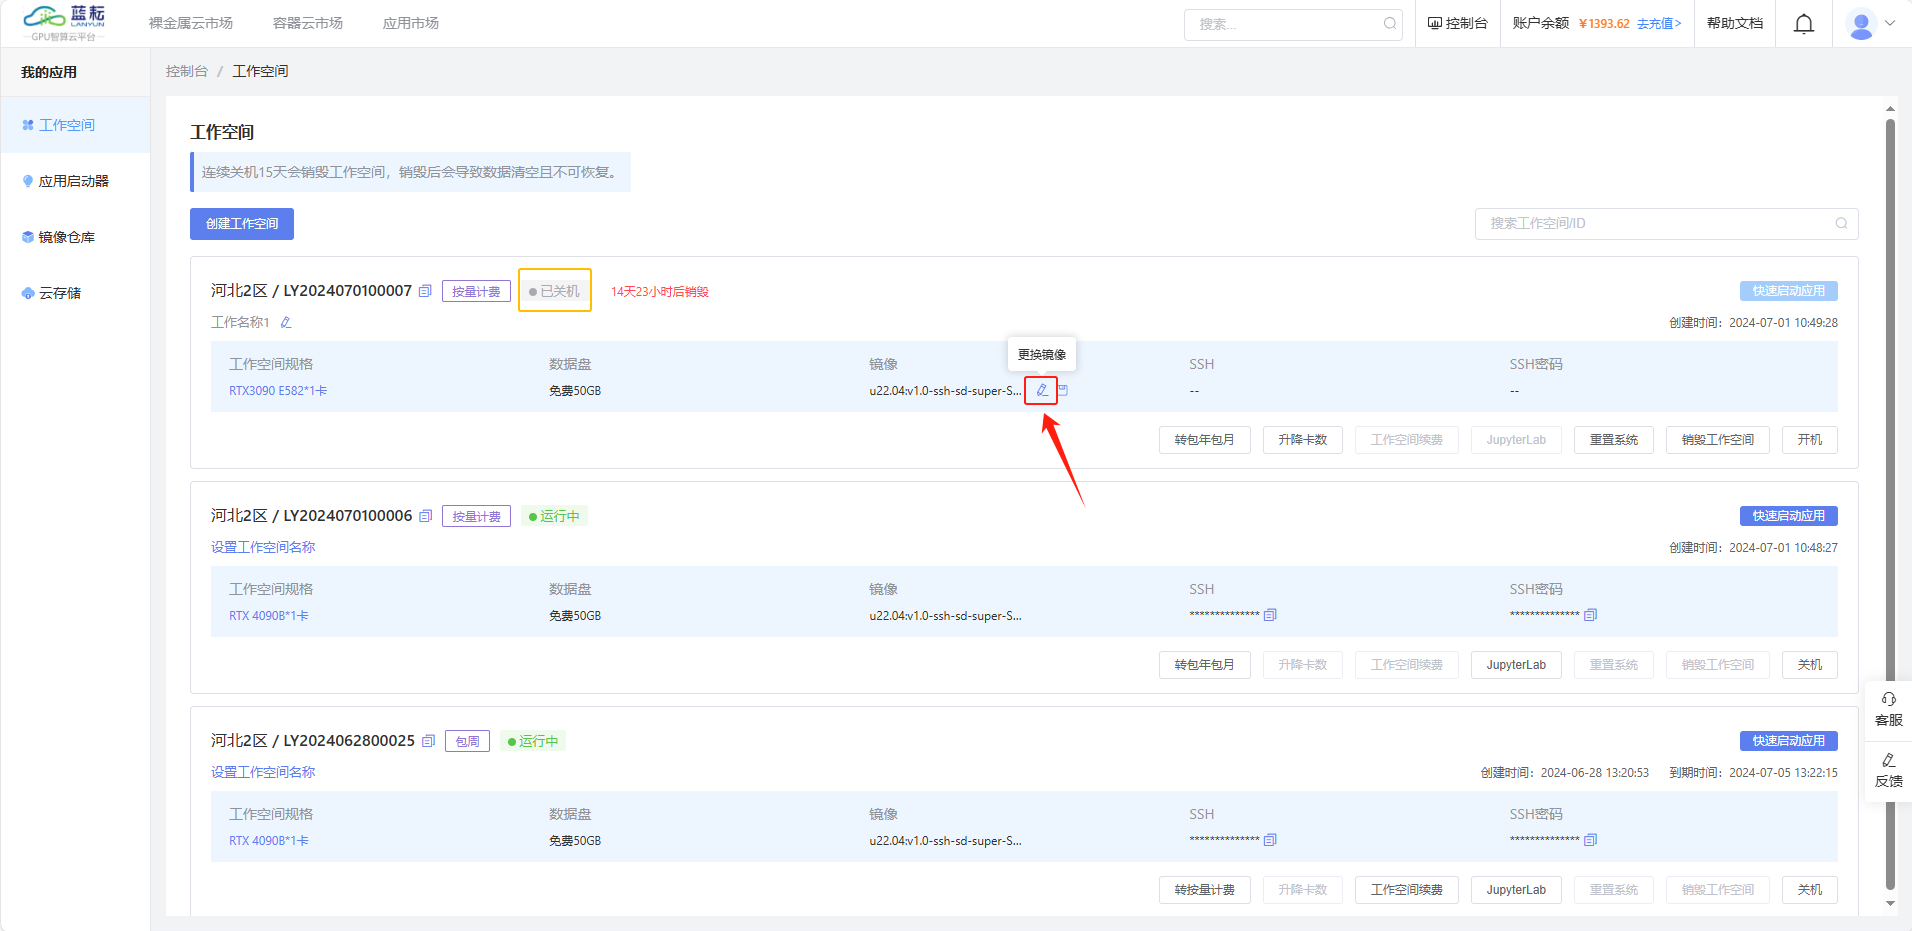 蓝耘
LANYUN
GPU智算云平台
裸金属云市场
容器云市场
应用市场
搜索...
控制台
账户余额 ¥1393.62 去充值>
帮助文档
我的应用
工作空间
应用启动器
镜像仓库
云存储
控制台 / 工作空间
工作空间
连续关机15天会销毁工作空间，销毁后会导致数据清空且不可恢复。
创建工作空间
搜索工作空间/ID
河北2区 / LY2024070100007 按量计费 已关机 14天23小时后销毁
快速启动应用
工作名称1
创建时间：2024-07-01 10:49:28
更换镜像
工作空间规格 数据盘 镜像 SSH SSH密码
RTX3090 E582*1卡 免费50GB u22.04:v1.0-ssh-sd-super-S... -- --
转包年包月 升降卡数 工作空间续费 JupyterLab 重置系统 销毁工作空间 开机
河北2区 / LY2024070100006 按量计费 运行中
快速启动应用
设置工作空间名称
创建时间：2024-07-01 10:48:27
工作空间规格 数据盘 镜像 SSH SSH密码
RTX 4090B*1卡 免费50GB u22.04:v1.0-ssh-sd-super-S... ************** **************
转包年包月 升降卡数 工作空间续费 JupyterLab 重置系统 销毁工作空间 关机
河北2区 / LY2024062800025 包周 运行中
快速启动应用
设置工作空间名称
创建时间：2024-06-28 13:20:53 到期时间：2024-07-05 13:22:15
工作空间规格 数据盘 镜像 SSH SSH密码
RTX 4090B*1卡 免费50GB u22.04:v1.0-ssh-sd-super-S... ************** **************
转按量计费 升降卡数 工作空间续费 JupyterLab 重置系统 销毁工作空间 关机
客服
反馈